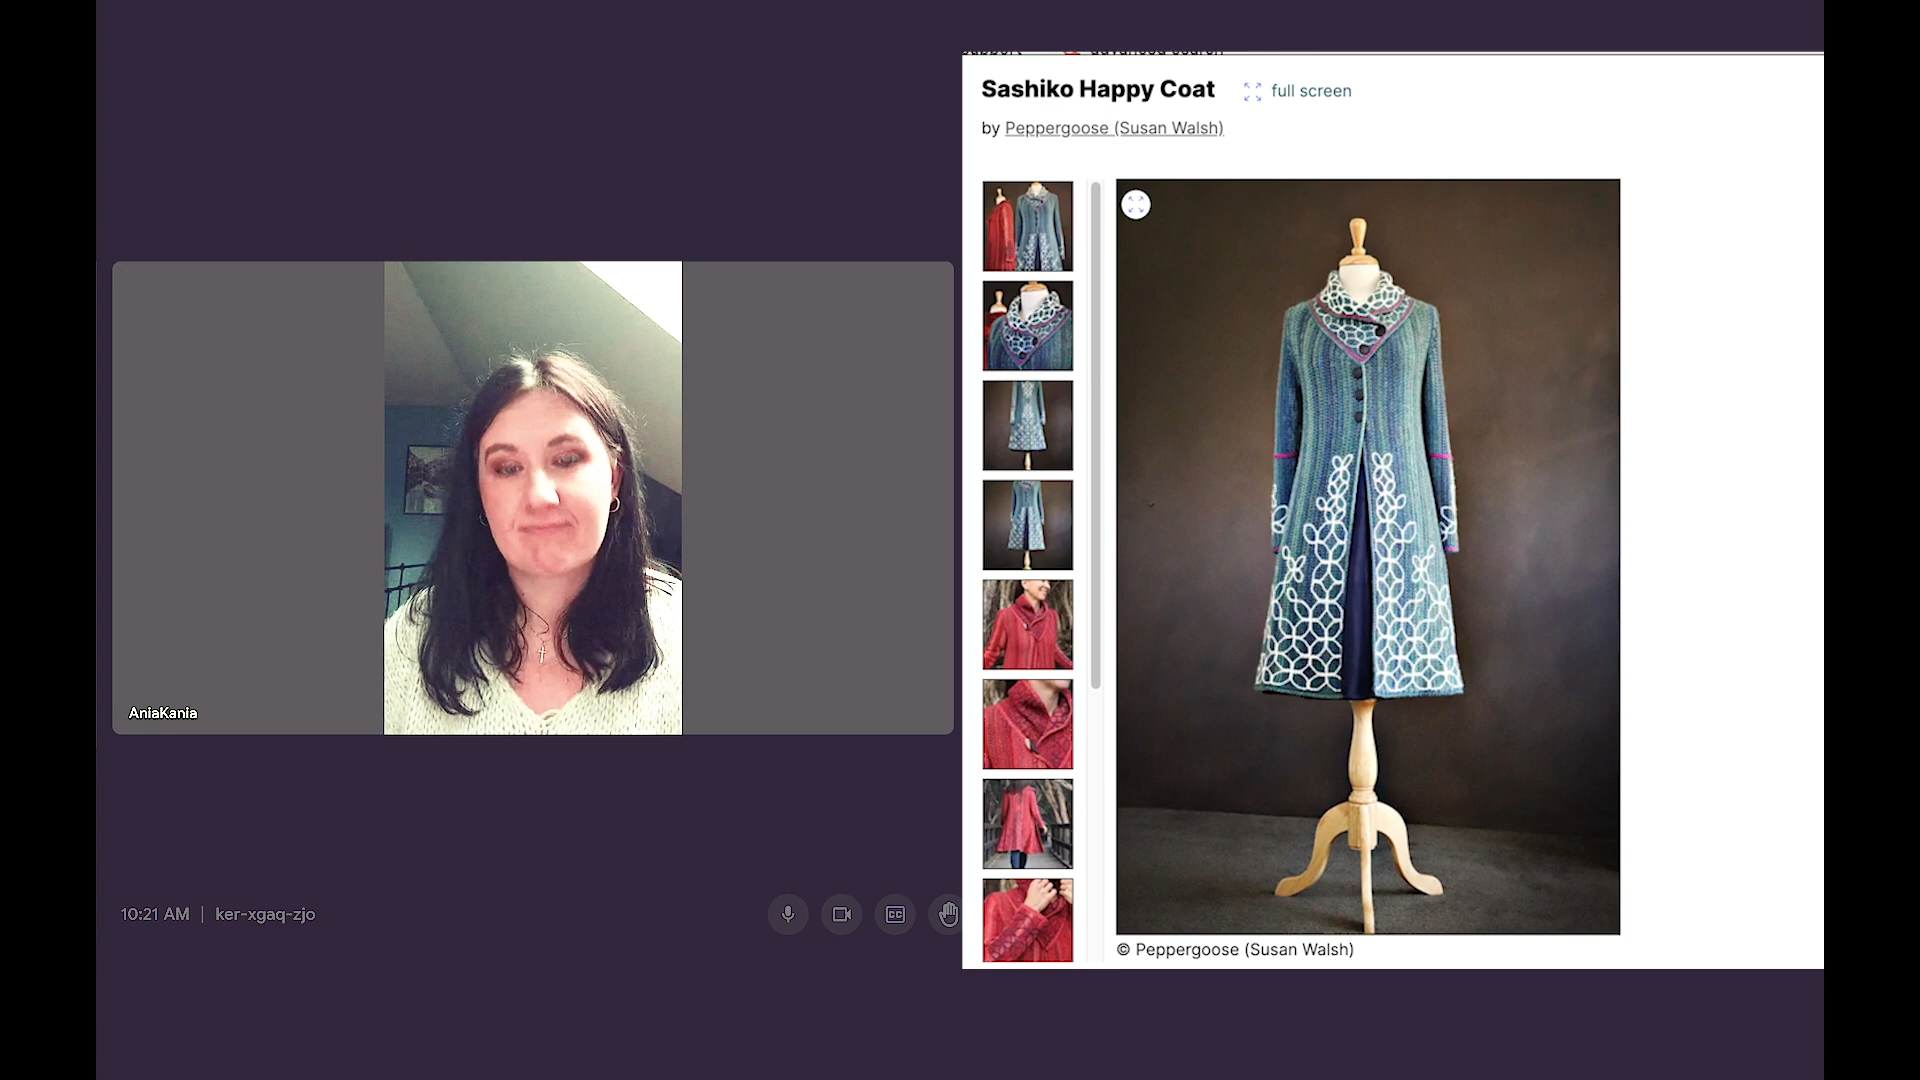 Sashiko Happy Coat full screen
by Peppergoose (Susan Walsh)
AniaKania
10:21 AM | ker-xgaq-zjo
CC
© Peppergoose (Susan Walsh)